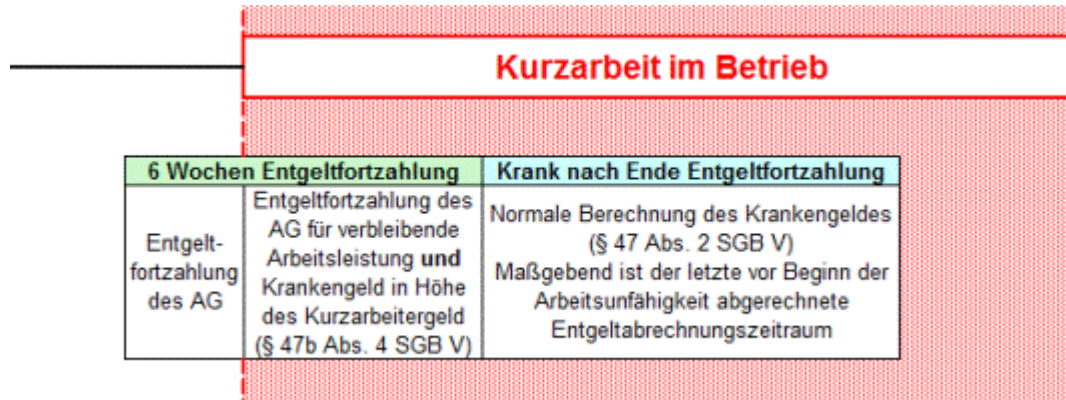 Kurzarbeit im Betrieb
6 Wochen Entgeltfortzahlung
Krank nach Ende Entgeltfortzahlung
Entgelt-
fortzahlung
des AG
Entgeltfortzahlung des
AG für verbleibende
Arbeitsleistung und
Krankengeld in Höhe
des Kurzarbeitergeld
(§ 47b Abs. 4 SGB V)
Normale Berechnung des Krankengeldes
(§ 47 Abs. 2 SGB V)
Maßgebend ist der letzte vor Beginn der
Arbeitsunfähigkeit abgerechnete
Entgeltabrechnungszeitraum